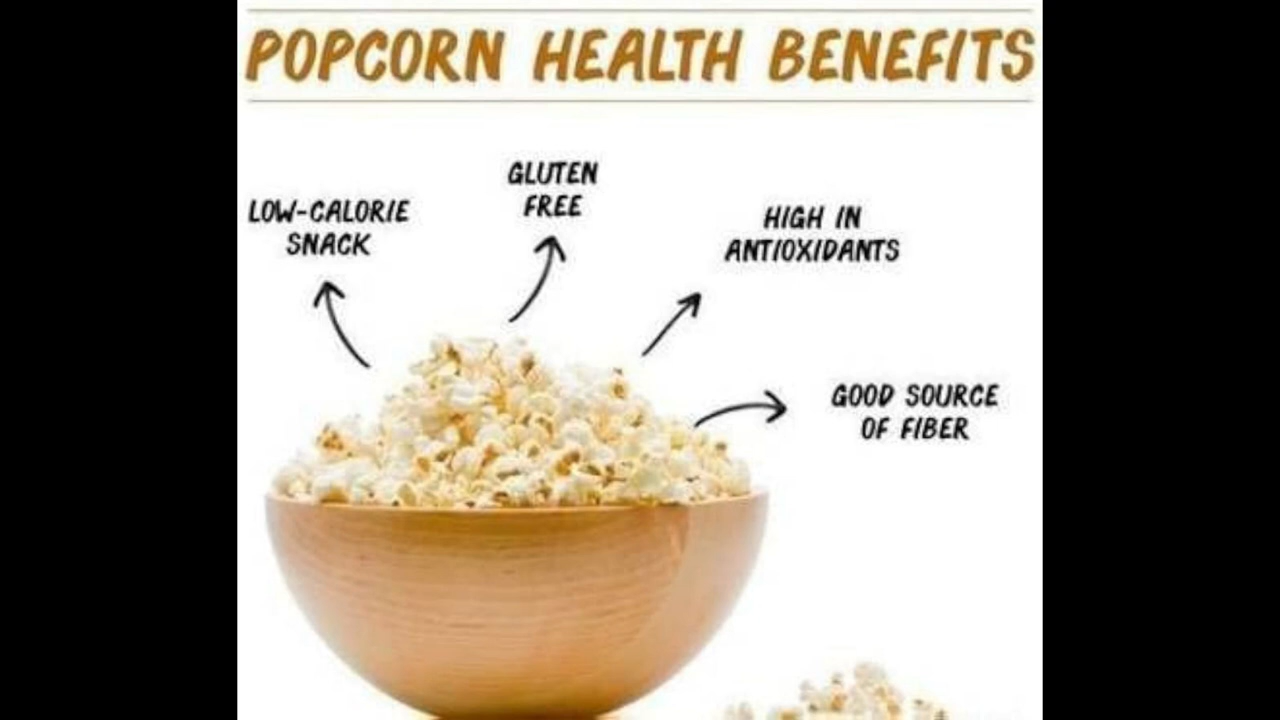 POPCORN HEALTH BENEFITS
GLUTEN
FREE
LOW-CALORIE
SNACK
HIGH IN
ANTIOXIDANTS
GOOD SOURCE
OF FIBER